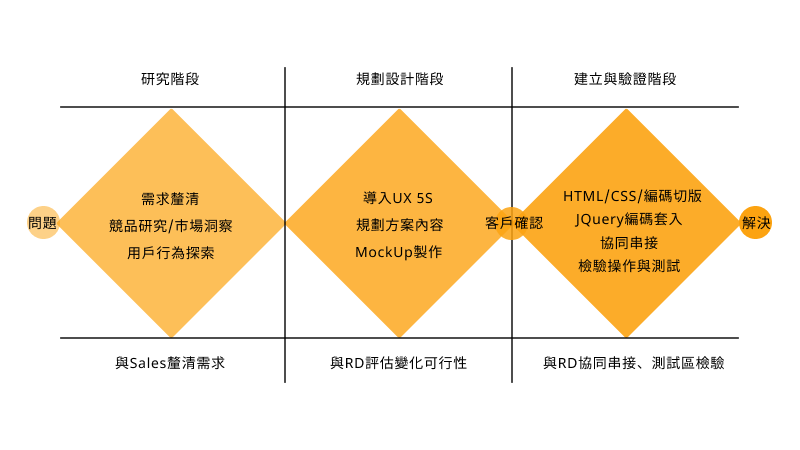 研究階段
規劃設計階段
建立與驗證階段
問題
需求釐清
競品研究/市場洞察
用戶行為探索
導入UX 5S
規劃方案內容
MockUp製作
客戶確認
HTML/CSS/編碼切版
JQuery編碼套入
協同串接
檢驗操作與測試
解決
與Sales釐清需求
與RD評估變化可行性
與RD協同串接、測試區檢驗